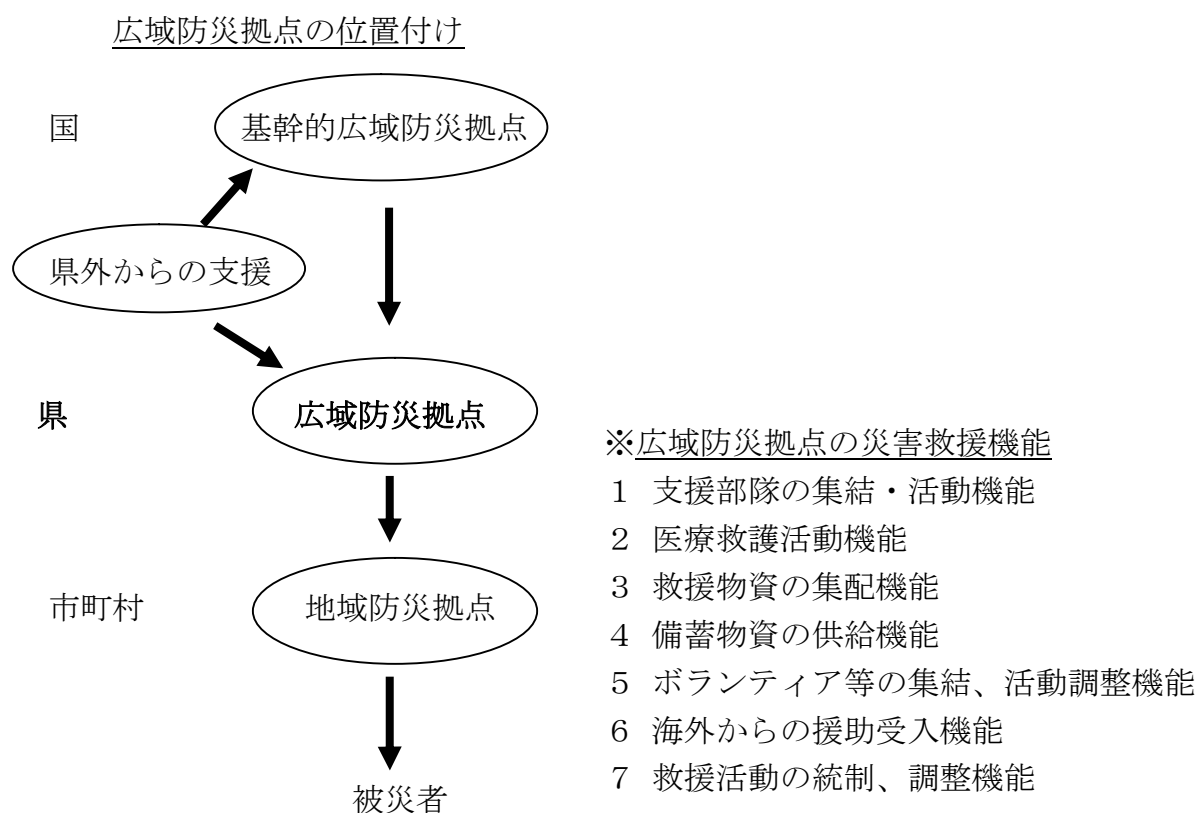 広域防災拠点の位置付け
国
基幹的広域防災拠点
県外からの支援
県
広域防災拠点
市町村
地域防災拠点
被災者
※広域防災拠点の災害救援機能
１ 支援部隊の集結・活動機能
２ 医療救護活動機能
３ 救援物資の集配機能
４ 備蓄物資の供給機能
５ ボランティア等の集結、活動調整機能
６ 海外からの援助受入機能
７ 救援活動の統制、調整機能